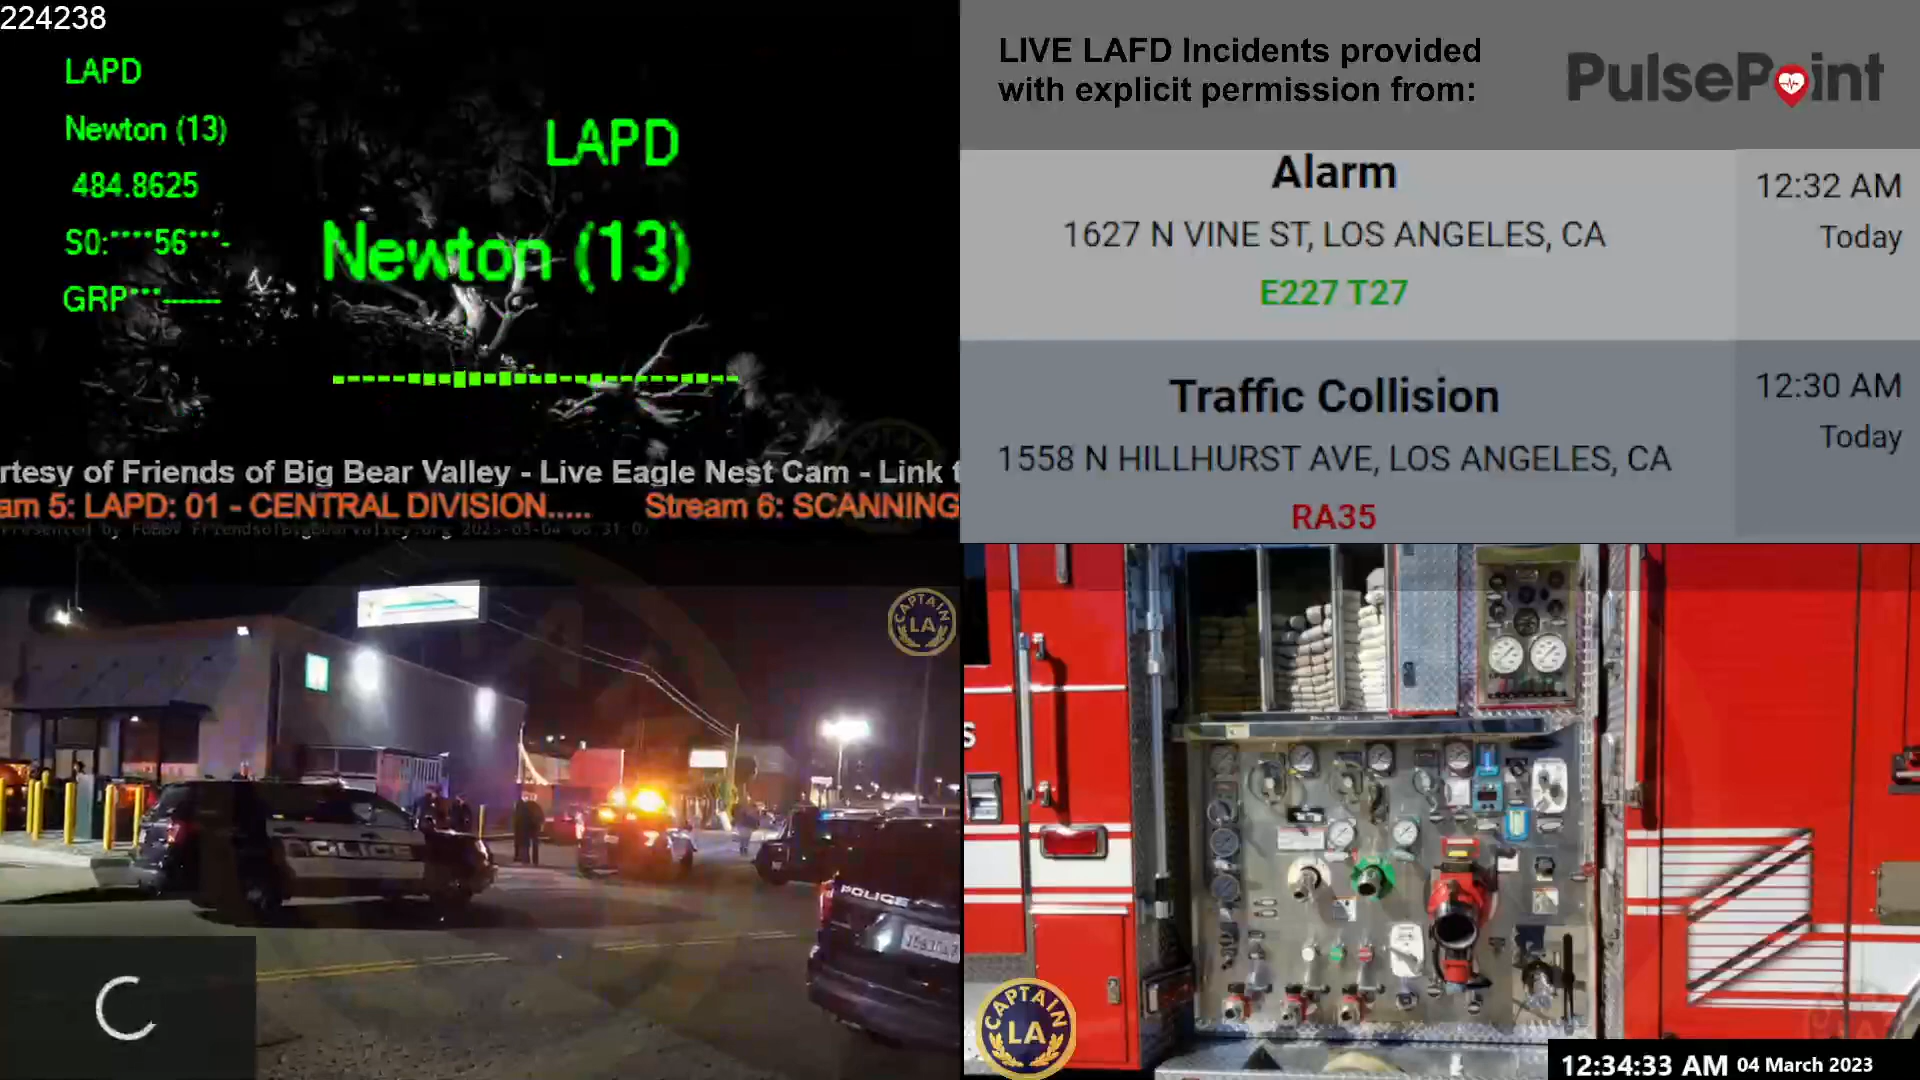 224238
LAPD
Newton (13)
484.8625
S0:****56***-
GRP***-------
LAPD
Newton (13)
rtesy of Friends of Big Bear Valley - Live Eagle Nest Cam - Link t
am 5: LAPD: 01 - CENTRAL DIVISION..... Stream 6: SCANNING
LIVE LAFD Incidents provided
with explicit permission from:
PulsePoint
Alarm
1627 N VINE ST, LOS ANGELES, CA
E227 T27
12:32 AM
Today
Traffic Collision
1558 N HILLHURST AVE, LOS ANGELES, CA
RA35
12:30 AM
Today
CAPTAIN
LA
POLICE
S
CAPTAIN
LA
12:34:33 AM 04 March 2023